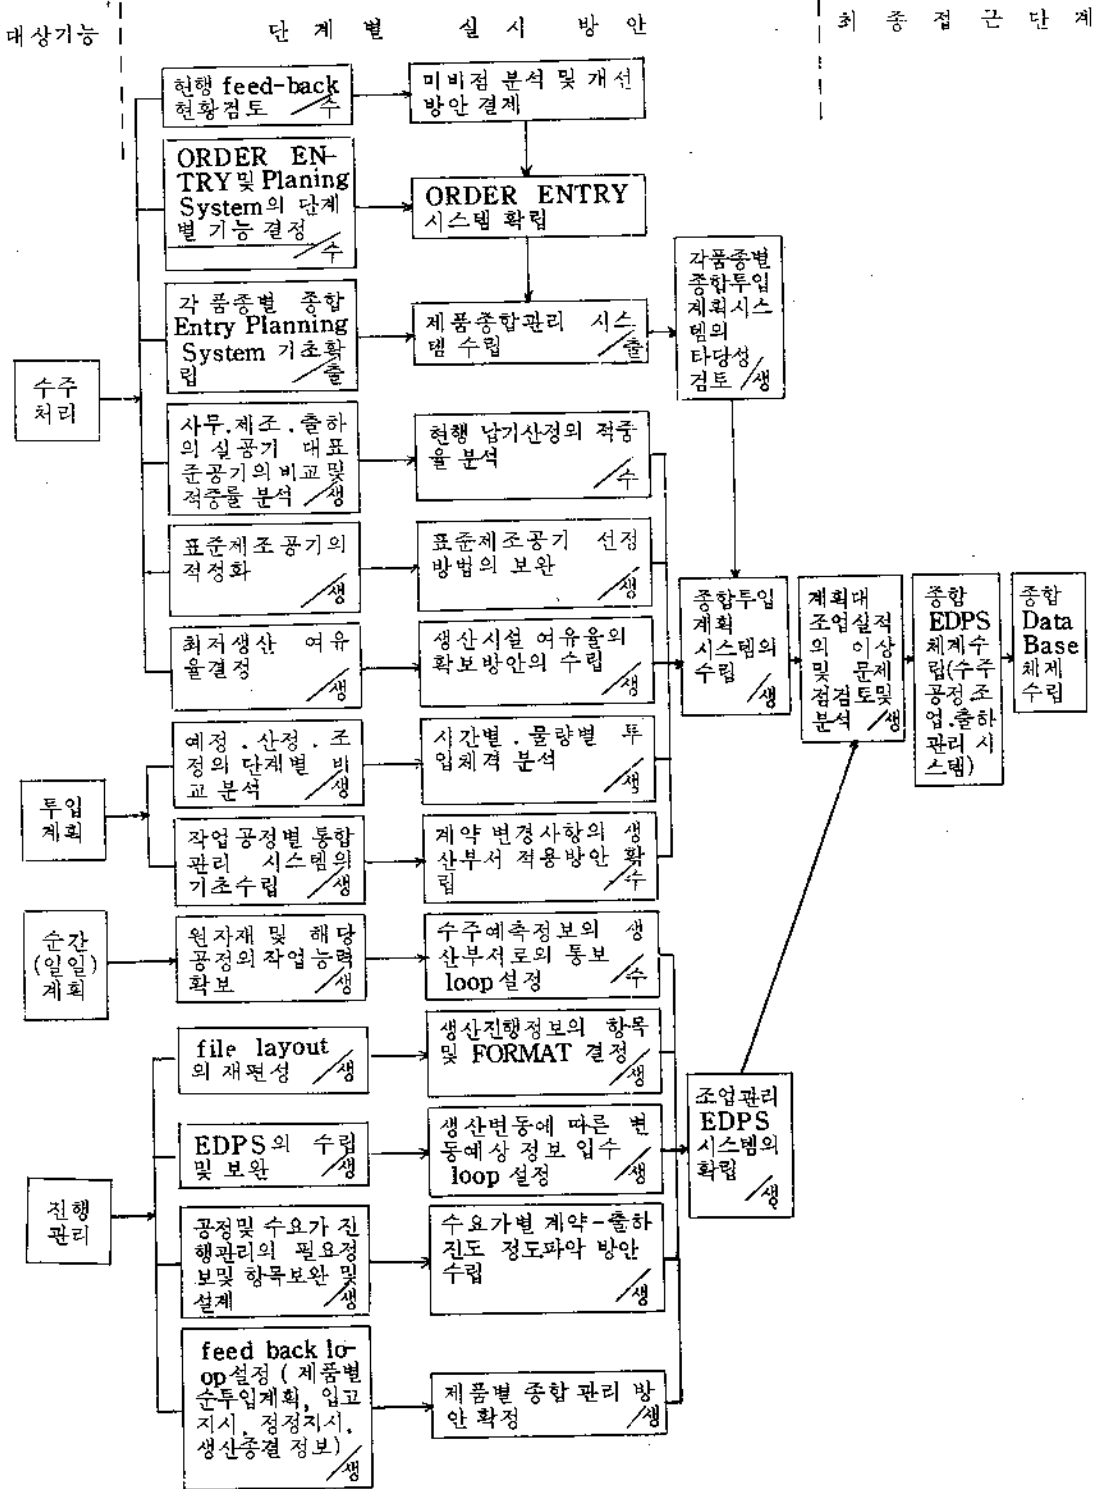 대상기능
단 계 별 실 시 방 안
최 종 접 근 단 계
현행 feed-back
현황검토 /수
미비점 분석 및 개선
방안 결제
ORDER EN-
TRY 및 Planing
System의 단계
별 기능 결정
/수
ORDER ENTRY
시스템 확립
각 품종별 종합
Entry Planning
System 기초확
립 /출
제품종합관리 시스
템 수립 /출
각품종별
종합투입
계획시스
템의
타당성
검토 /생
수주
처리
사무.제조.출하
의 실공기 대표
준공기의 비교및
적중률 분석 /생
현행 납기산정의 적중
율 분석
/수
표준제조공기의
적정화
/생
표준제조공기 선정
방법의 보완
/생
최저생산 여유
율결정
/생
생산시설 여유율의
확보방안의 수립
/생
종합투입
계획
시스템의
수립
/생
계획대
조업실적
의 이상
및 문제
점검토및
분석 /생
종합
EDPS
체계수
립(수주
공정.조
업.출하
관리 시
스템)
종합
Data
Base
체제
수립
투입
계획
예정.산정.조
정의 단계별 비
교 분석 /생
시간별.물량별 투
입체격 분석
/생
작업 공정별 통합
관리 시스템의
기초수립 /생
계약 변경사항의 생
산부서 적용방안 확
립 /수
순간
(일일)
계획
원자재 및 해당
공정의 작업능력
확보 /생
수주예측정보의 생
산부서로의 통보
loop 설정 /수
진행
관리
file layout
의 재편성 /생
생산진행정보의 항목
및 FORMAT 결정
/생
EDPS의 수립
및 보완 /생
생산변동에 따른 변
동예상 정보 입수
loop 설정 /생
조업관리
EDPS
시스템의
확립
/생
공정및 수요가 진
행관리의 필요정
보및 항목보완 및
설계 /생
수요가별 계약-출하
진도 정도파악 방안
수립
/생
feed back lo-
op설정 ( 제품별
순투입계획, 입고
지시, 정정지시,
생산종결 정보)
/생
제품별 종합 관리 방
안 확정 /생